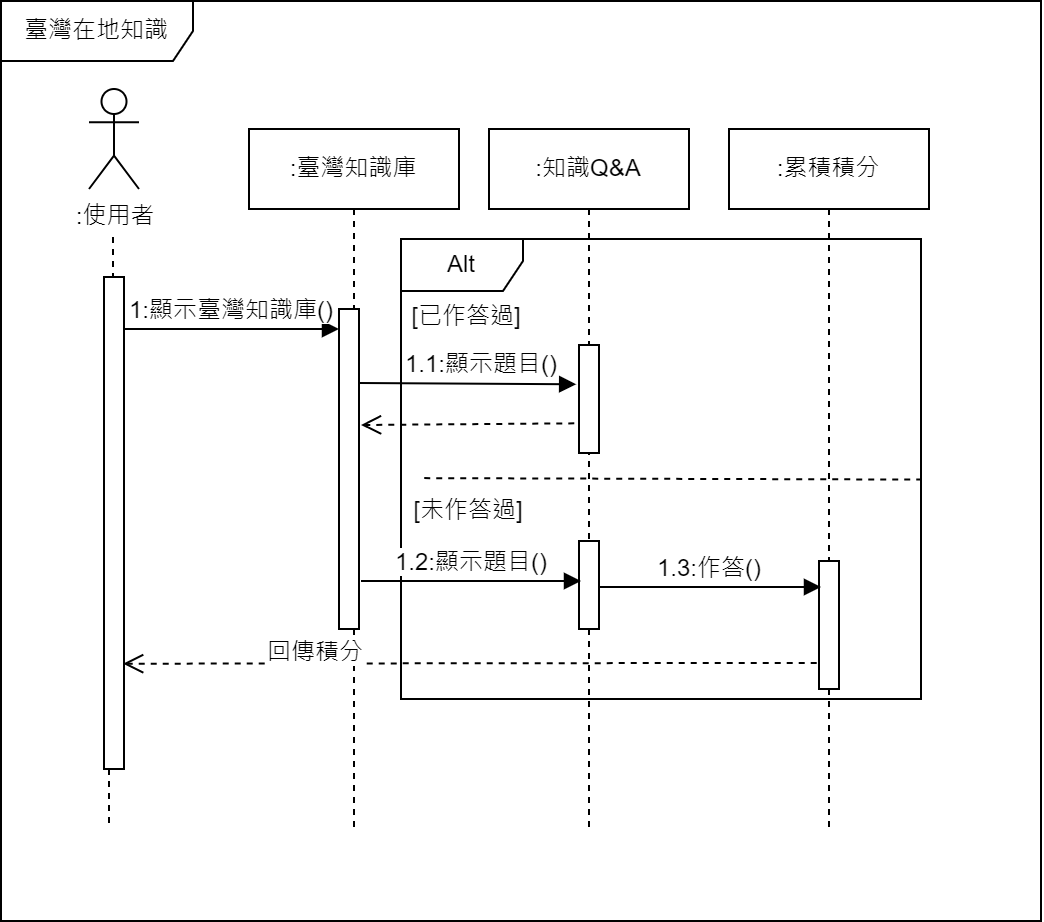 臺灣在地知識
:使用者
:臺灣知識庫
:知識Q&A
:累積積分
Alt
1:顯示臺灣知識庫()
[已作答過]
1.1:顯示題目()
[未作答過]
1.2:顯示題目()
1.3:作答()
回傳積分